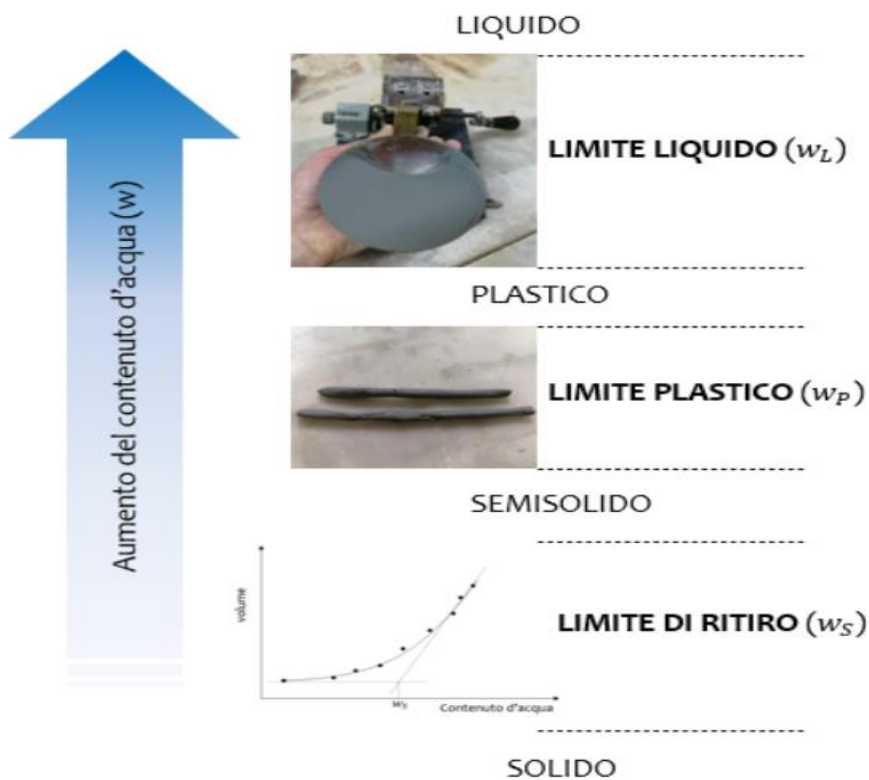 LIQUIDO
LIMITE LIQUIDO (w_L)
Aumento del contenuto d'acqua (w)
PLASTICO
LIMITE PLASTICO (w_P)
SEMISOLIDO
volume
LIMITE DI RITIRO (w_S)
w_S
Contenuto d'acqua
SOLIDO